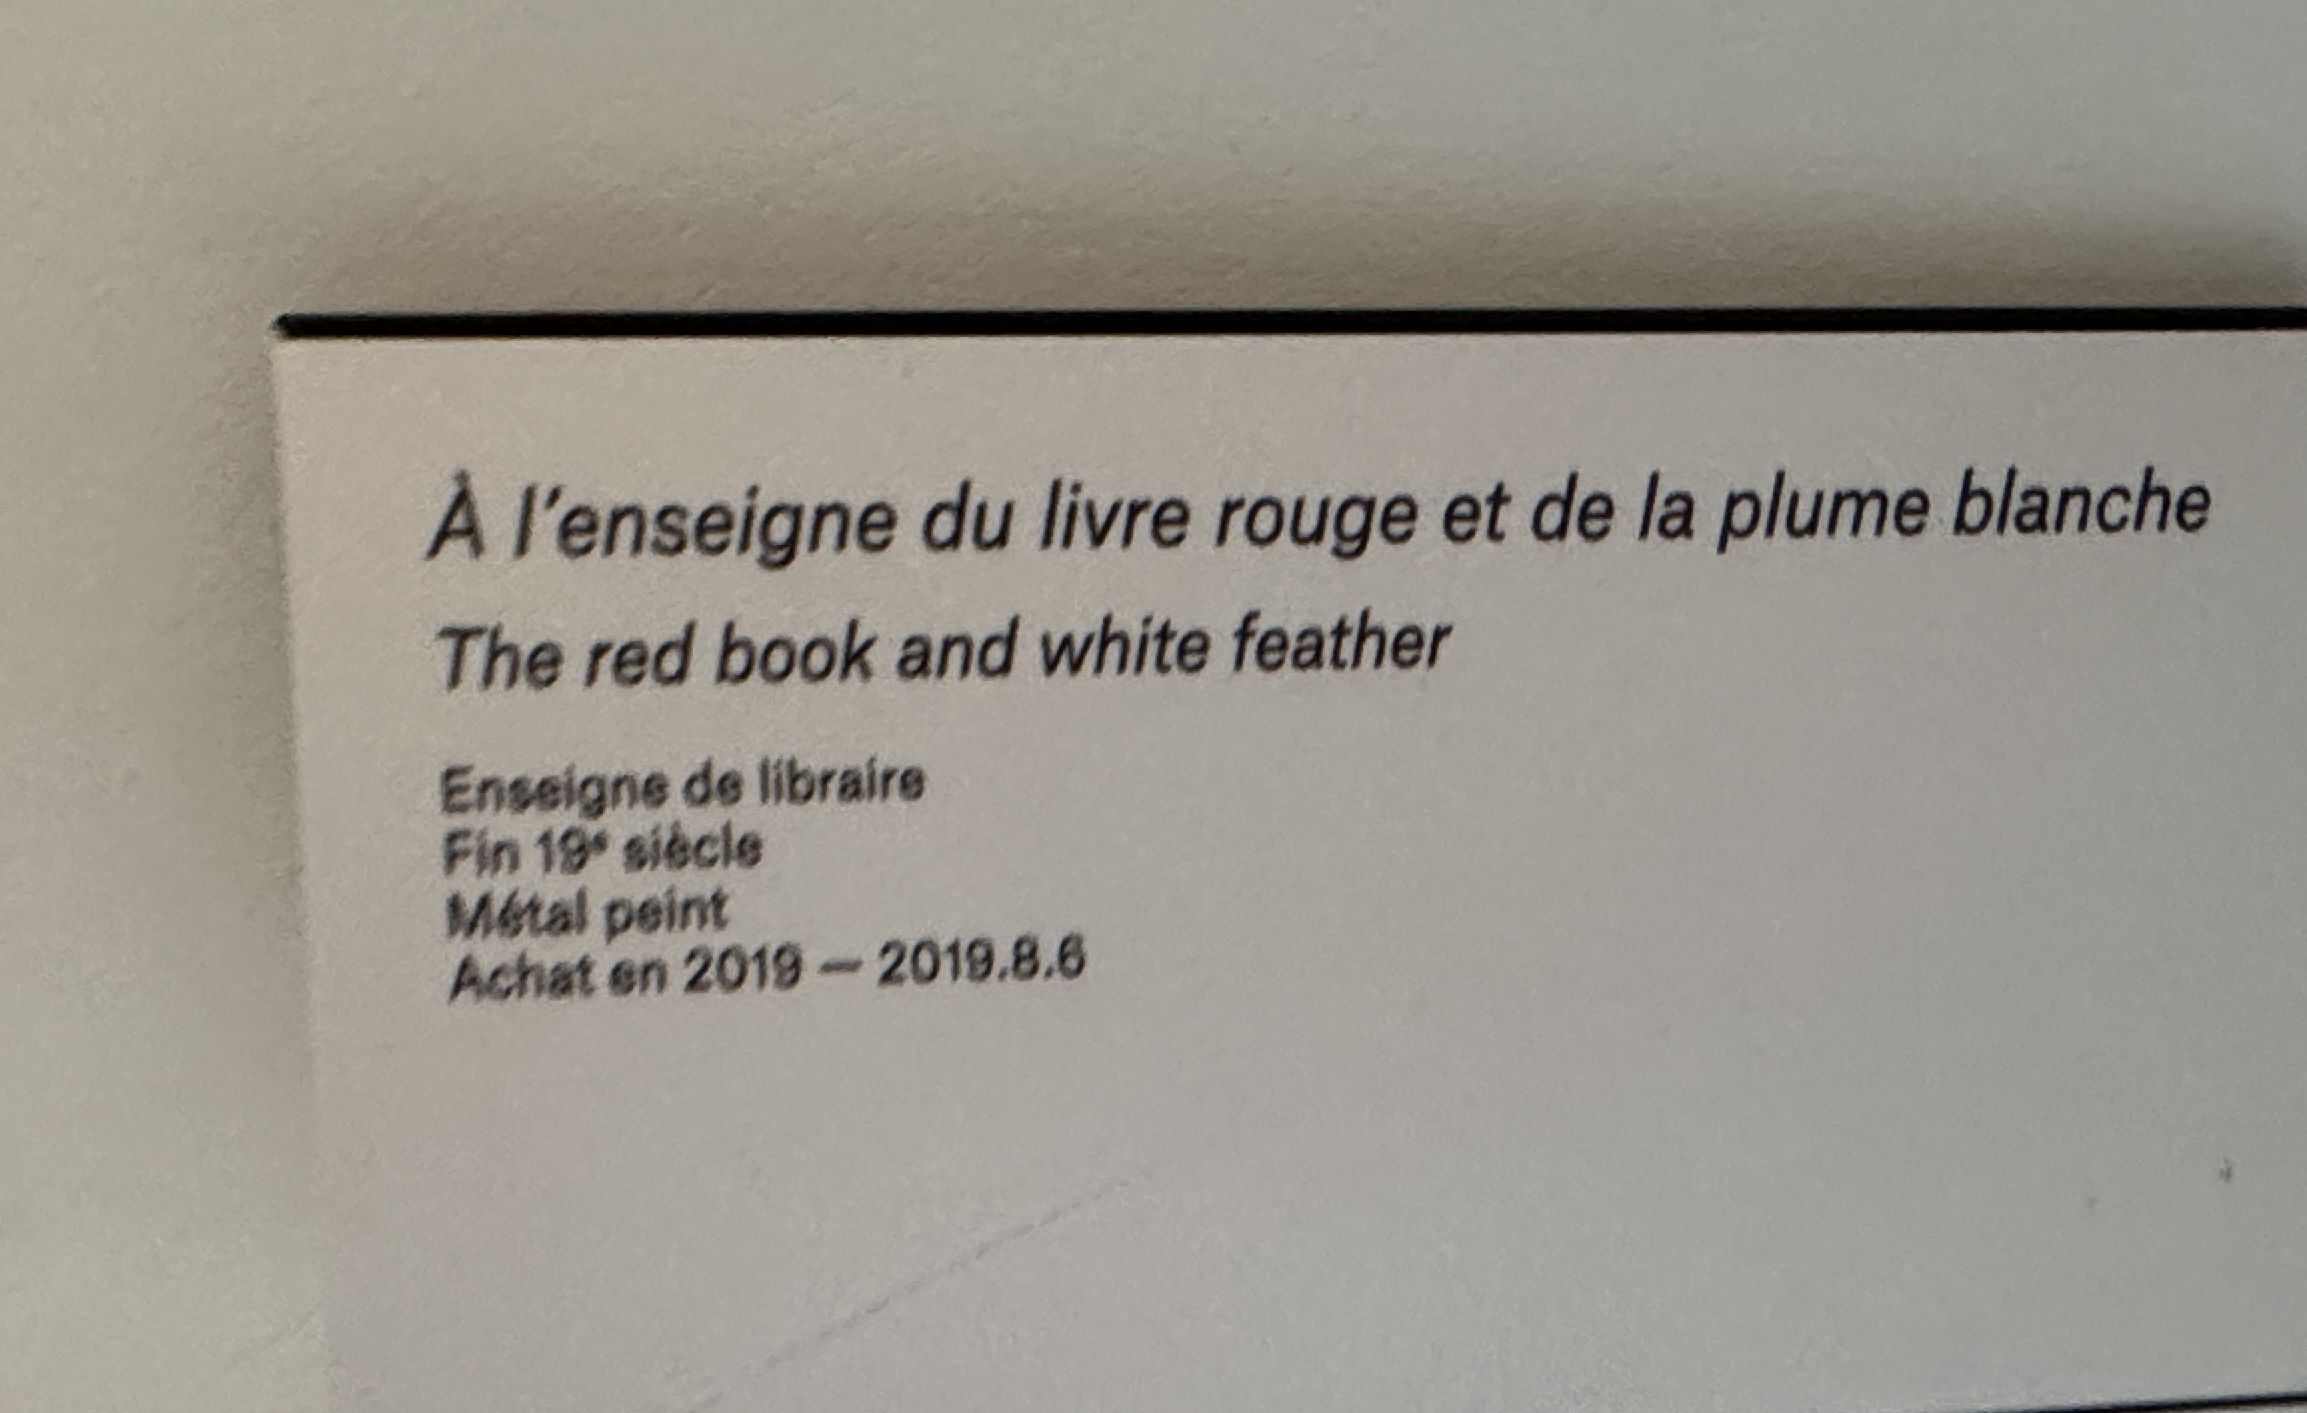 À l'enseigne du livre rouge et de la plume blanche
The red book and white feather
Enseigne de libraire
Fin 19ᵉ siècle
Métal peint
Achat en 2019 – 2019.8.6